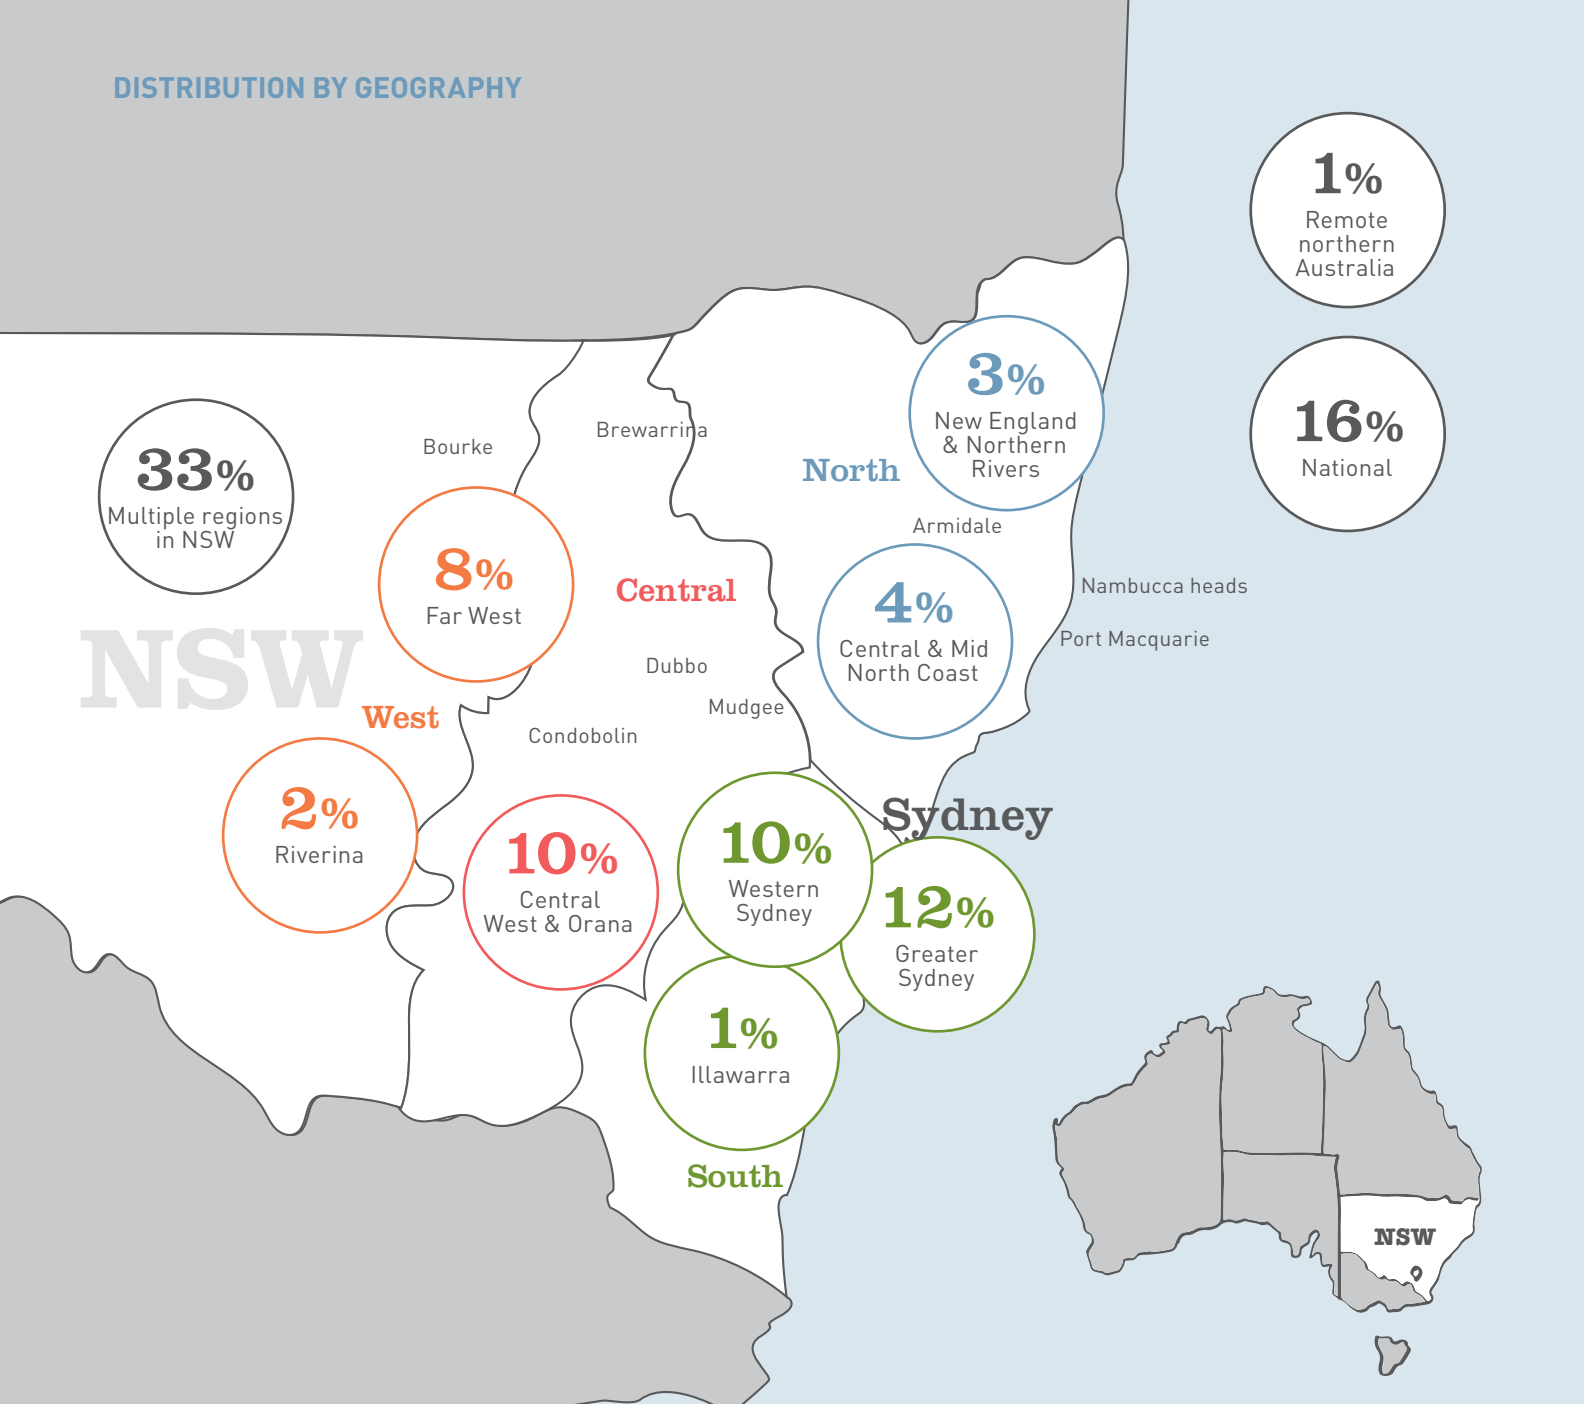 DISTRIBUTION BY GEOGRAPHY
1%
Remote
northern
Australia
16%
National
33%
Multiple regions
in NSW
NSW
Bourke
Brewarrina
8%
Far West
West
2%
Riverina
Central
Dubbo
Mudgee
Condobolin
10%
Central
West & Orana
North
3%
New England
& Northern
Rivers
Armidale
4%
Central & Mid
North Coast
Nambucca heads
Port Macquarie
Sydney
10%
Western
Sydney
12%
Greater
Sydney
1%
Illawarra
South
NSW